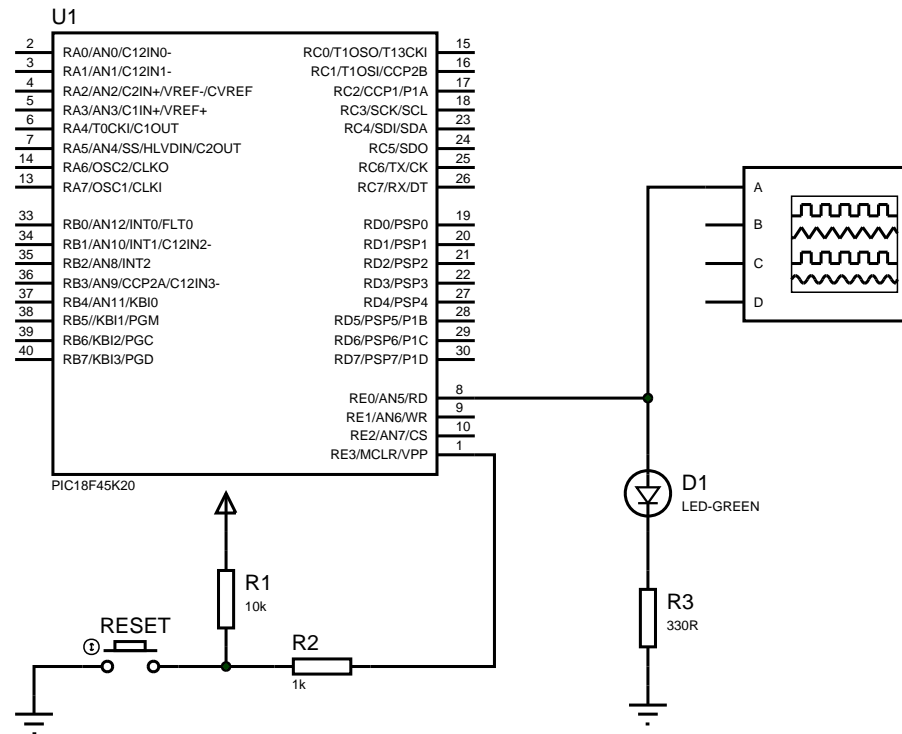 U1
2 RA0/AN0/C12IN0- RC0/T1OSO/T13CKI 15
3 RA1/AN1/C12IN1- RC1/T1OSI/CCP2B 16
4 RA2/AN2/C2IN+/VREF-/CVREF RC2/CCP1/P1A 17
5 RA3/AN3/C1IN+/VREF+ RC3/SCK/SCL 18
6 RA4/T0CKI/C1OUT RC4/SDI/SDA 23
7 RA5/AN4/SS/HLVDIN/C2OUT RC5/SDO 24
14 RA6/OSC2/CLKO RC6/TX/CK 25
13 RA7/OSC1/CLKI RC7/RX/DT 26
33 RB0/AN12/INT0/FLT0 RD0/PSP0 19
34 RB1/AN10/INT1/C12IN2- RD1/PSP1 20
35 RB2/AN8/INT2 RD2/PSP2 21
36 RB3/AN9/CCP2A/C12IN3- RD3/PSP3 22
37 RB4/AN11/KBI0 RD4/PSP4 27
38 RB5//KBI1/PGM RD5/PSP5/P1B 28
39 RB6/KBI2/PGC RD6/PSP6/P1C 29
40 RB7/KBI3/PGD RD7/PSP7/P1D 30
RE0/AN5/RD 8
RE1/AN6/WR 9
RE2/AN7/CS 10
RE3/MCLR/VPP 1
PIC18F45K20
A
B
C
D
D1
LED-GREEN
R1
10k
R3
330R
RESET
R2
1k